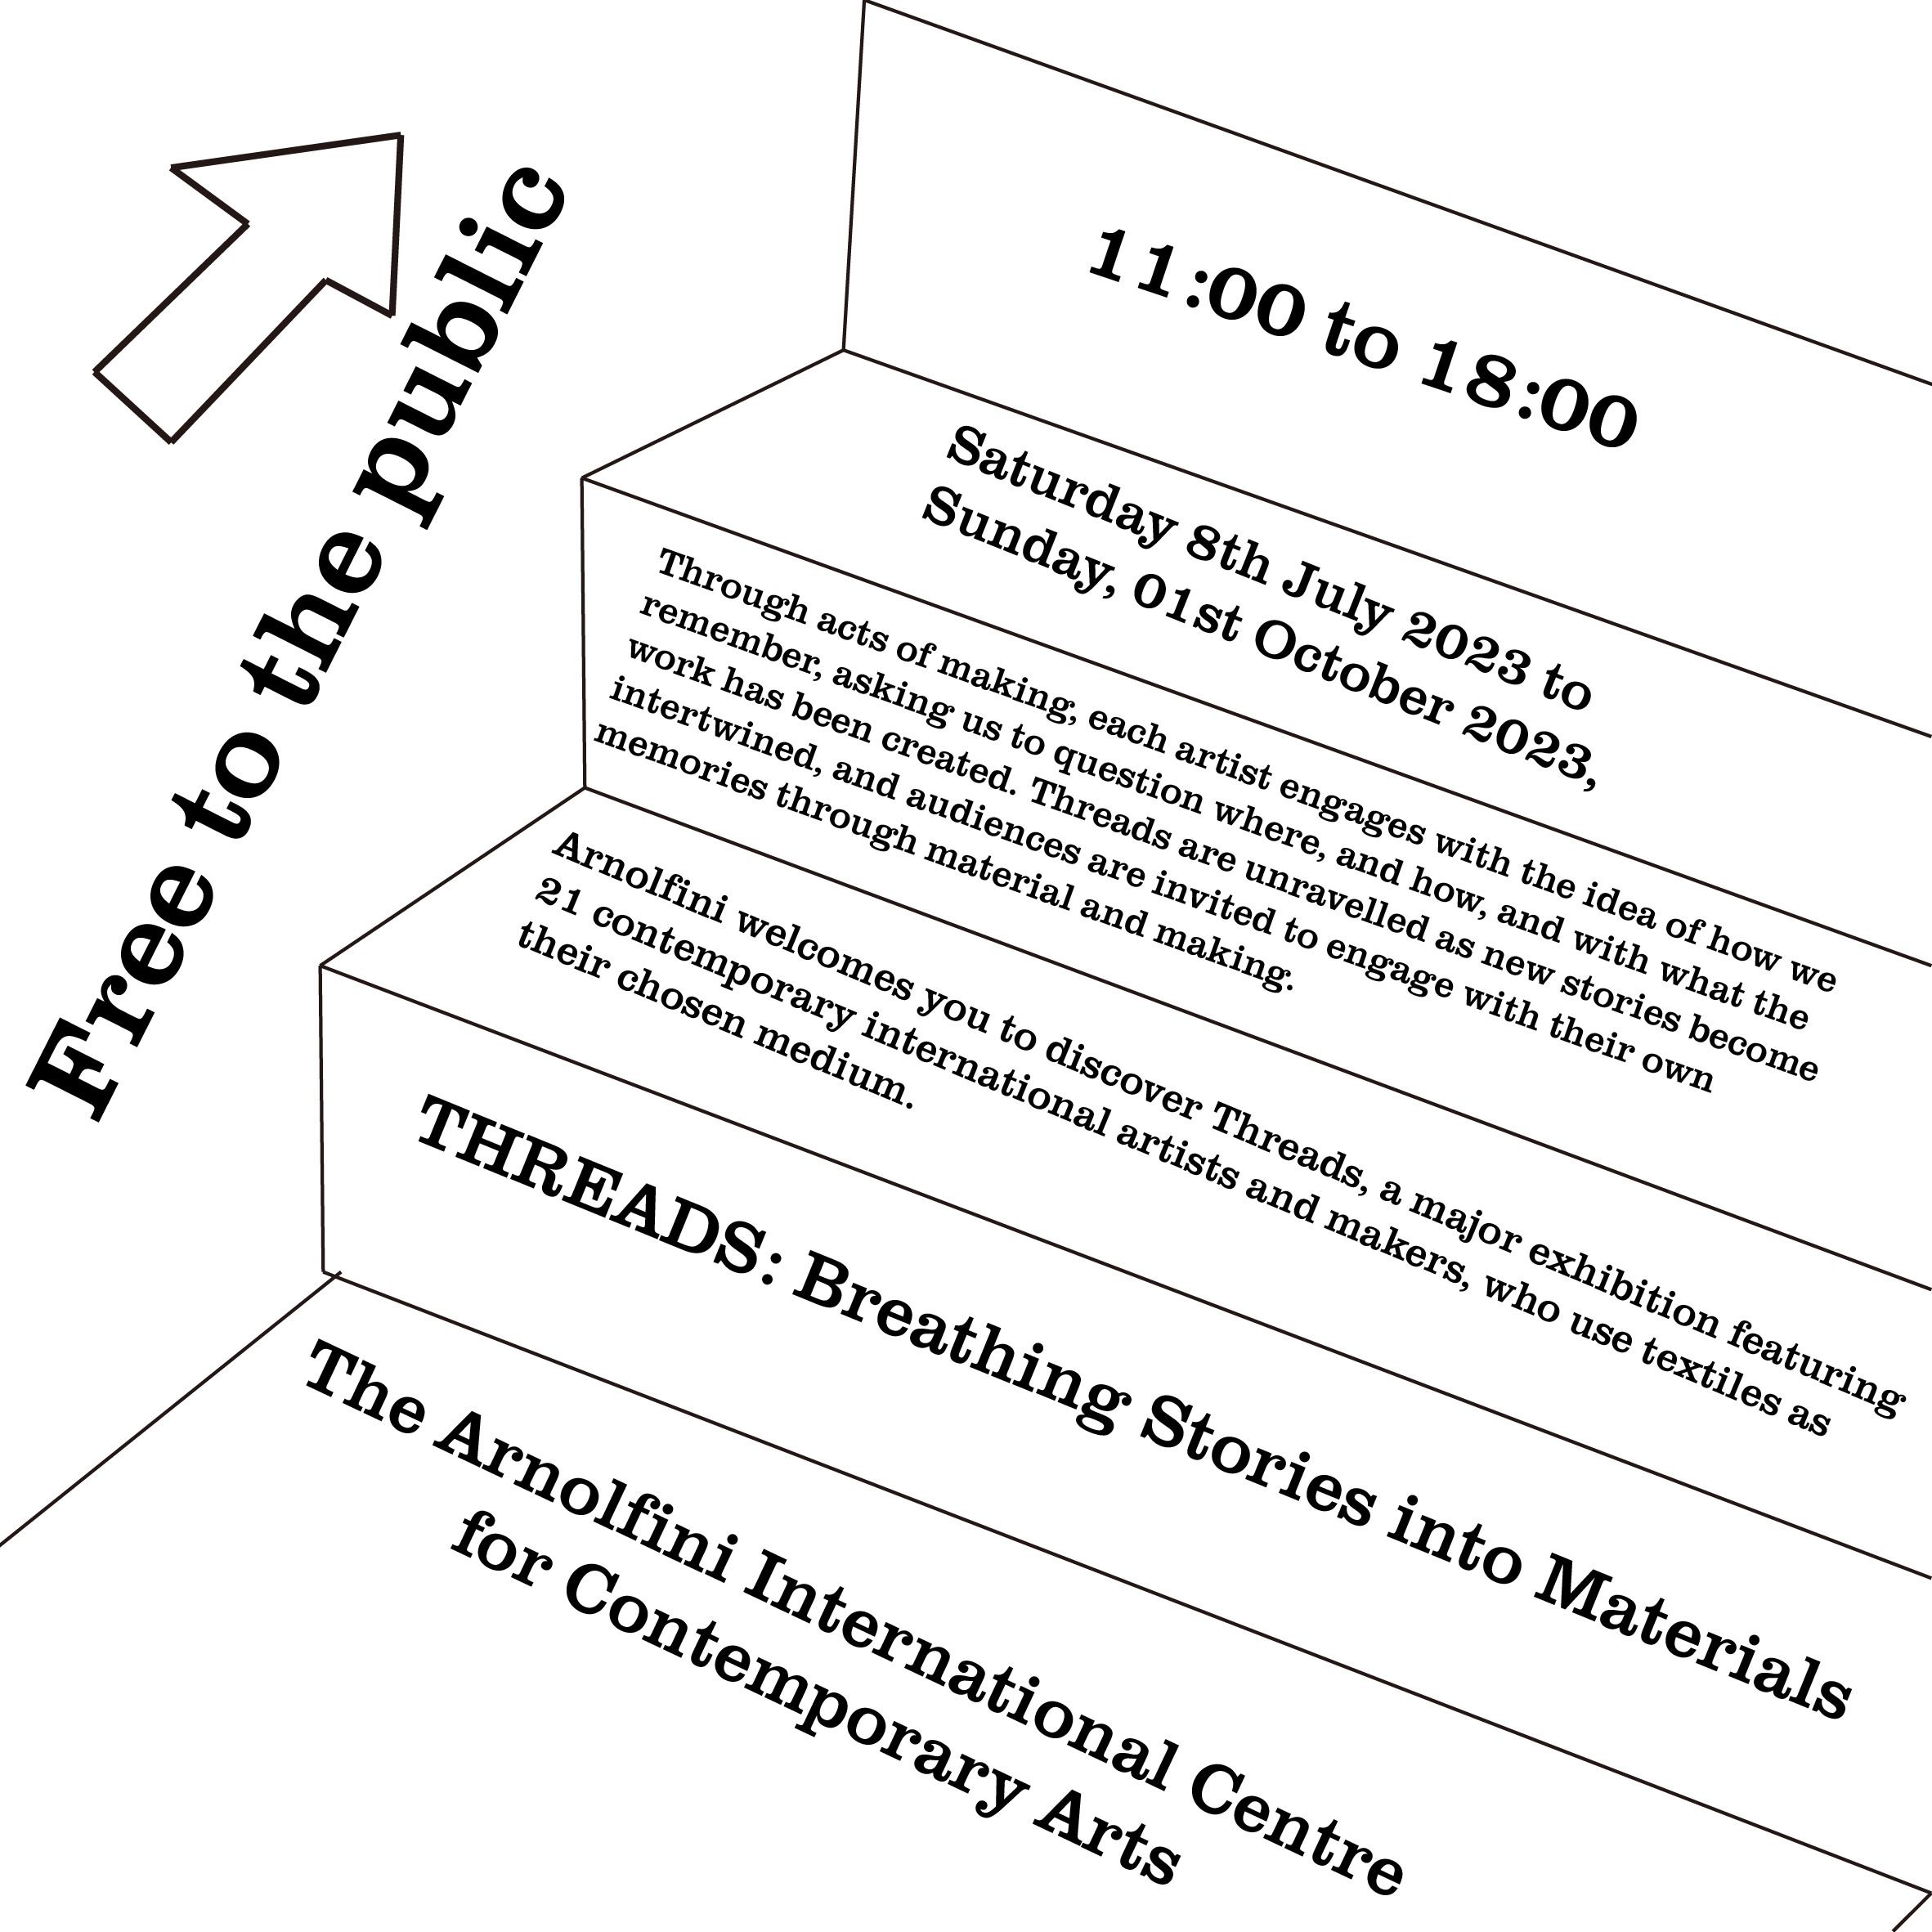 Free to the public
11:00 to 18:00
Saturday 8th July 2023 to
Sunday, 01st October 2023,
Through acts of making, each artist engages with the idea of how we
remember, asking us to question where, and how, and with what the
work has been created. Threads are unravelled as new stories become
intertwined, and audiences are invited to engage with their own
memories through material and making.
Arnolfini welcomes you to discover Threads, a major exhibition featuring
21 contemporary international artists and makers, who use textiles as
their chosen medium.
THREADS: Breathing Stories into Materials
The Arnolfini International Centre
for Contemporary Arts